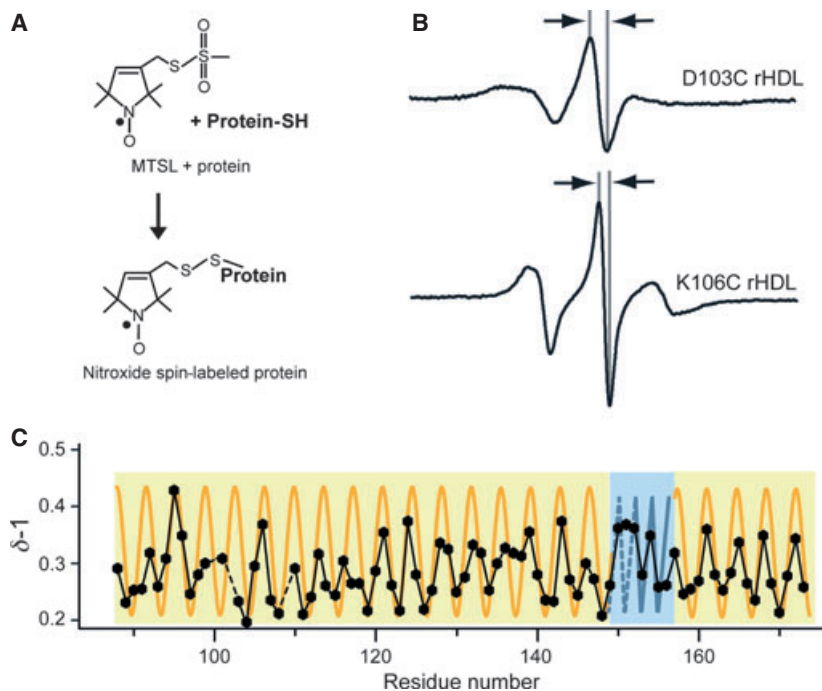 A
O
S
S
O
N
O
+ Protein-SH
MTSL + protein
S
S
Protein
N
O
Nitroxide spin-labeled protein
B
D103C rHDL
K106C rHDL
C
δ-1
0.5
0.4
0.3
0.2
100
120
140
160
Residue number